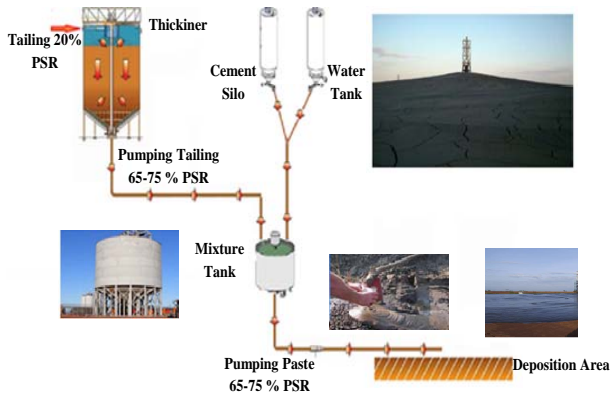 Thickiner
Tailing 20%
PSR
Cement
Silo
Water
Tank
Pumping Tailing
65-75 % PSR
Mixture
Tank
Pumping Paste
65-75 % PSR
Deposition Area